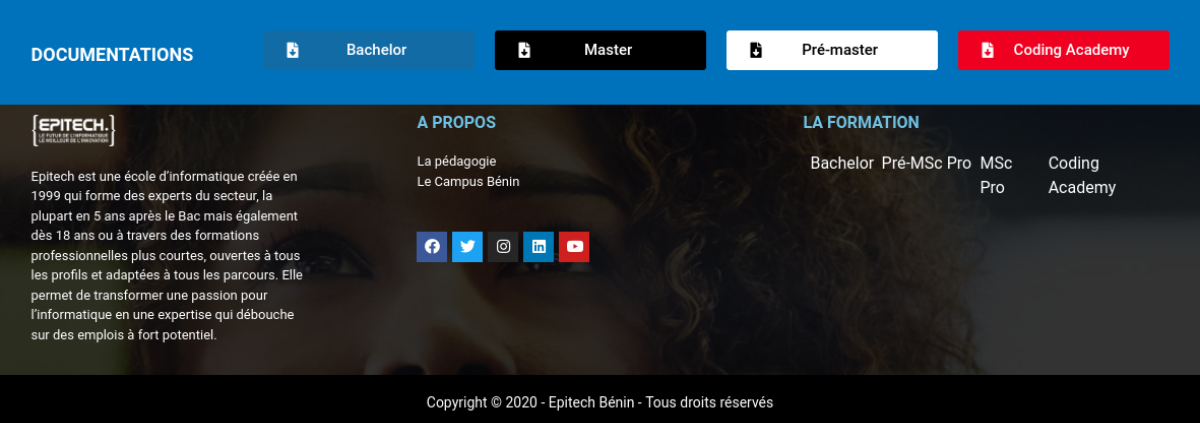 DOCUMENTATIONS
Bachelor
Master
Pré-master
Coding Academy
{EPITECH.}
LE FUTUR DE L'INFORMATIQUE
LE MEILLEUR DE L'INNOVATION
Epitech est une école d’informatique créée en
1999 qui forme des experts du secteur, la
plupart en 5 ans après le Bac mais également
dès 18 ans ou à travers des formations
professionnelles plus courtes, ouvertes à tous
les profils et adaptées à tous les parcours. Elle
permet de transformer une passion pour
l’informatique en une expertise qui débouche
sur des emplois à fort potentiel.
A PROPOS
La pédagogie
Le Campus Bénin
LA FORMATION
Bachelor Pré-MSc Pro MSc Pro Coding Academy
Copyright © 2020 - Epitech Bénin - Tous droits réservés